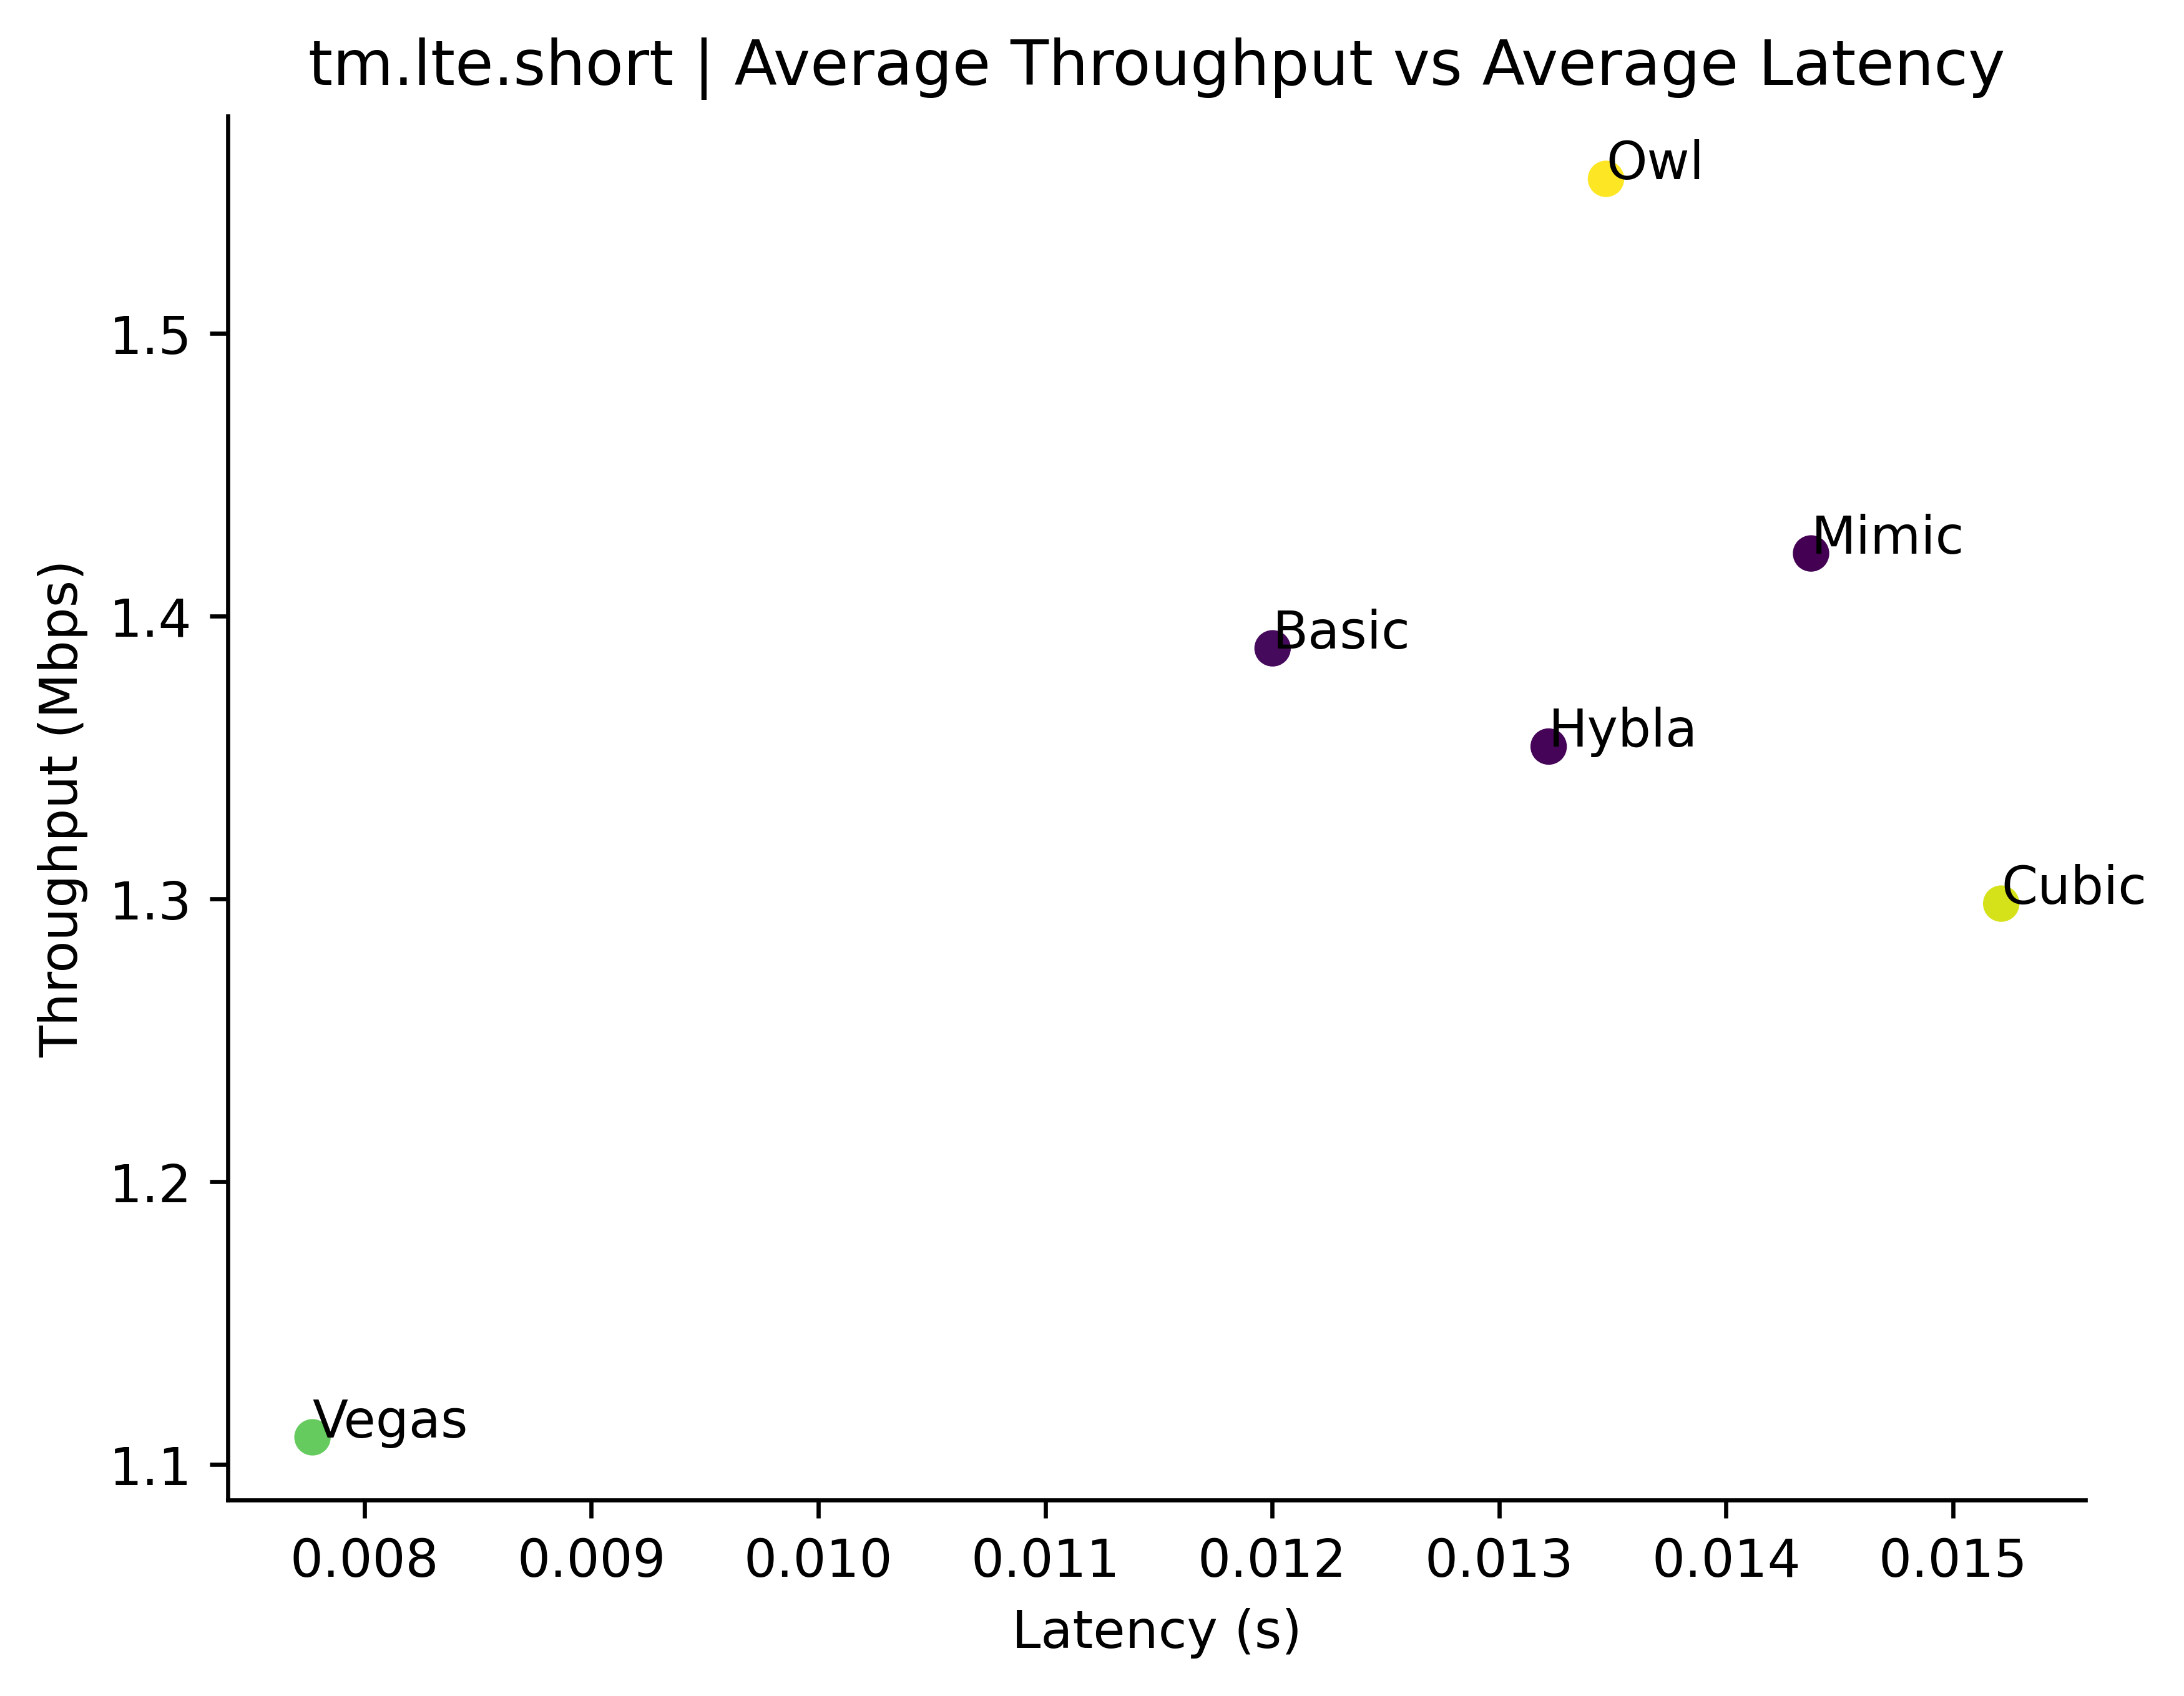 tm.lte.short | Average Throughput vs Average Latency
Owl
1.5
Mimic
1.4
Basic
Hybla
Throughput (Mbps)
1.3
Cubic
1.2
Vegas
1.1
0.008 0.009 0.010 0.011 0.012 0.013 0.014 0.015
Latency (s)